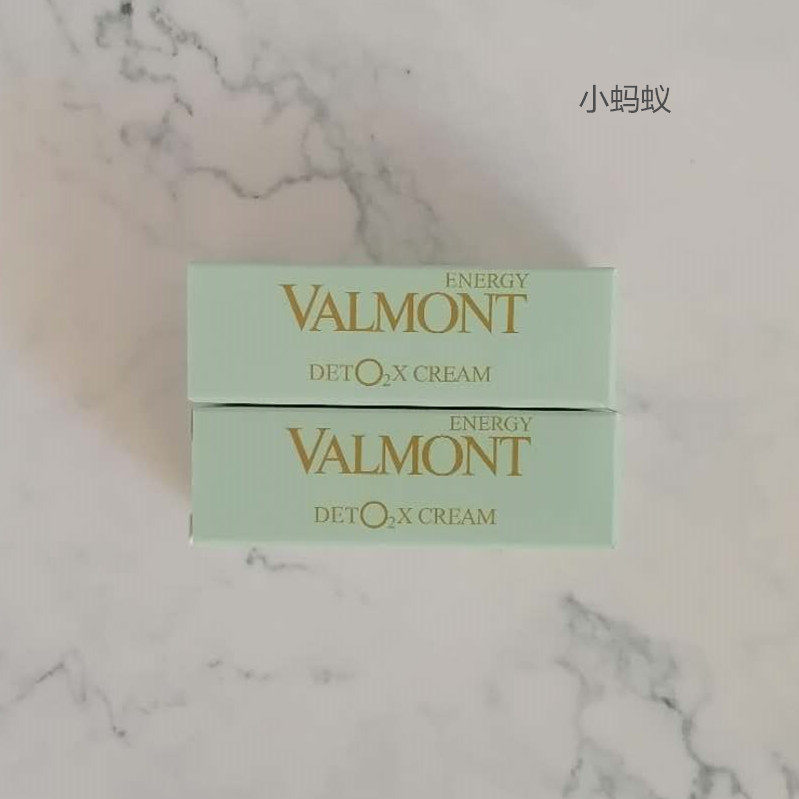 小蚂蚁
ENERGY
VALMONT
DETO₂X CREAM
ENERGY
VALMONT
DETO₂X CREAM